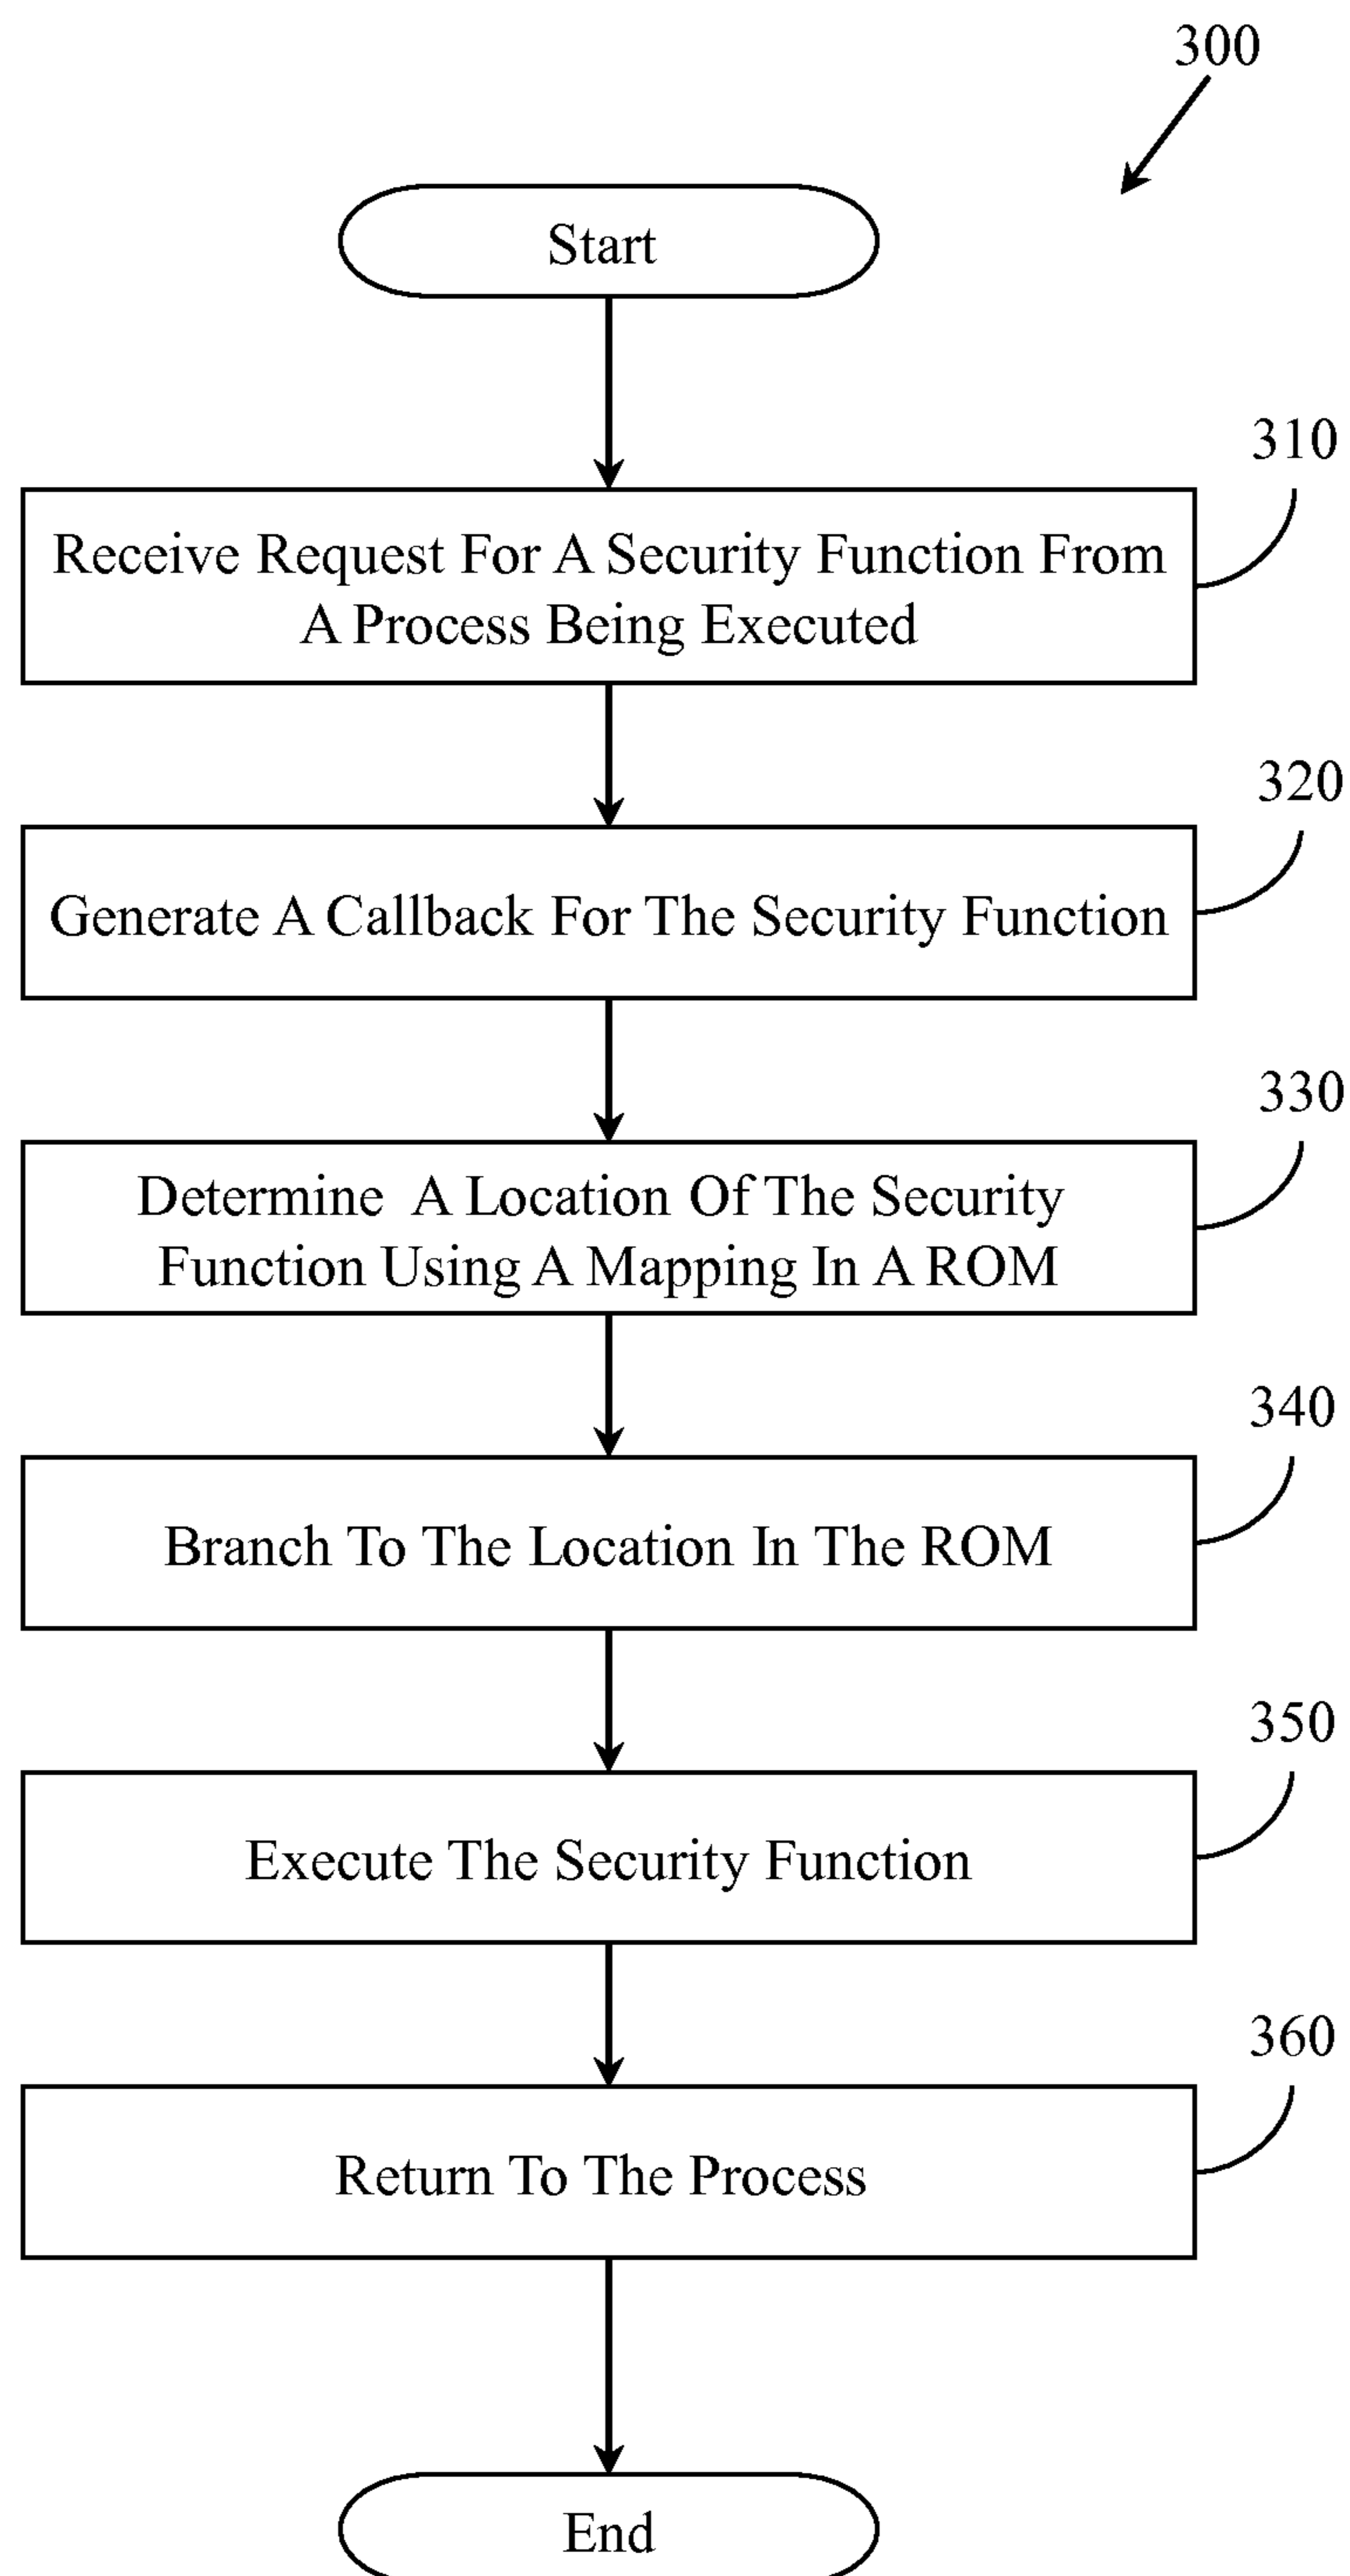 300
Start
310
Receive Request For A Security Function From
A Process Being Executed
320
Generate A Callback For The Security Function
330
Determine A Location Of The Security
Function Using A Mapping In A ROM
340
Branch To The Location In The ROM
350
Execute The Security Function
360
Return To The Process
End